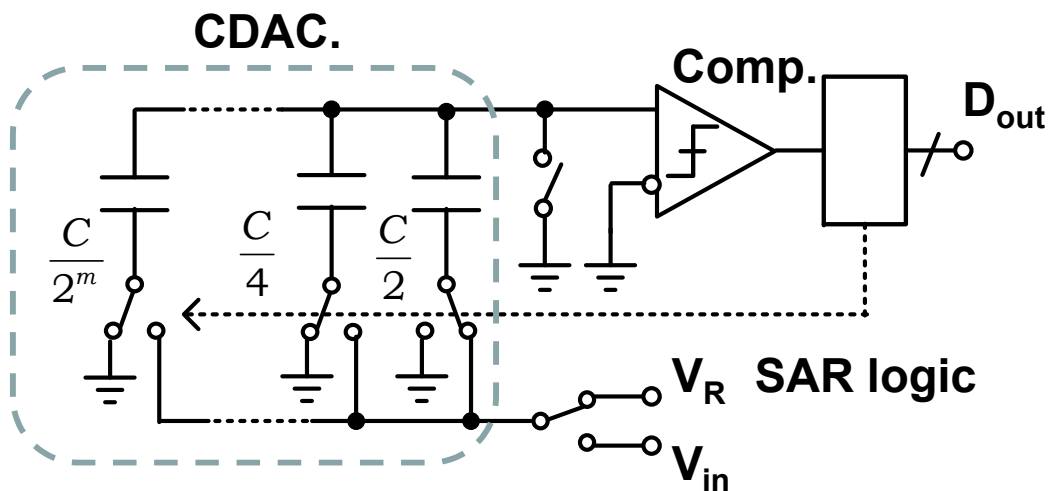 CDAC.
Comp.
D_out
C/2^m
C/4
C/2
V_R SAR logic
V_in